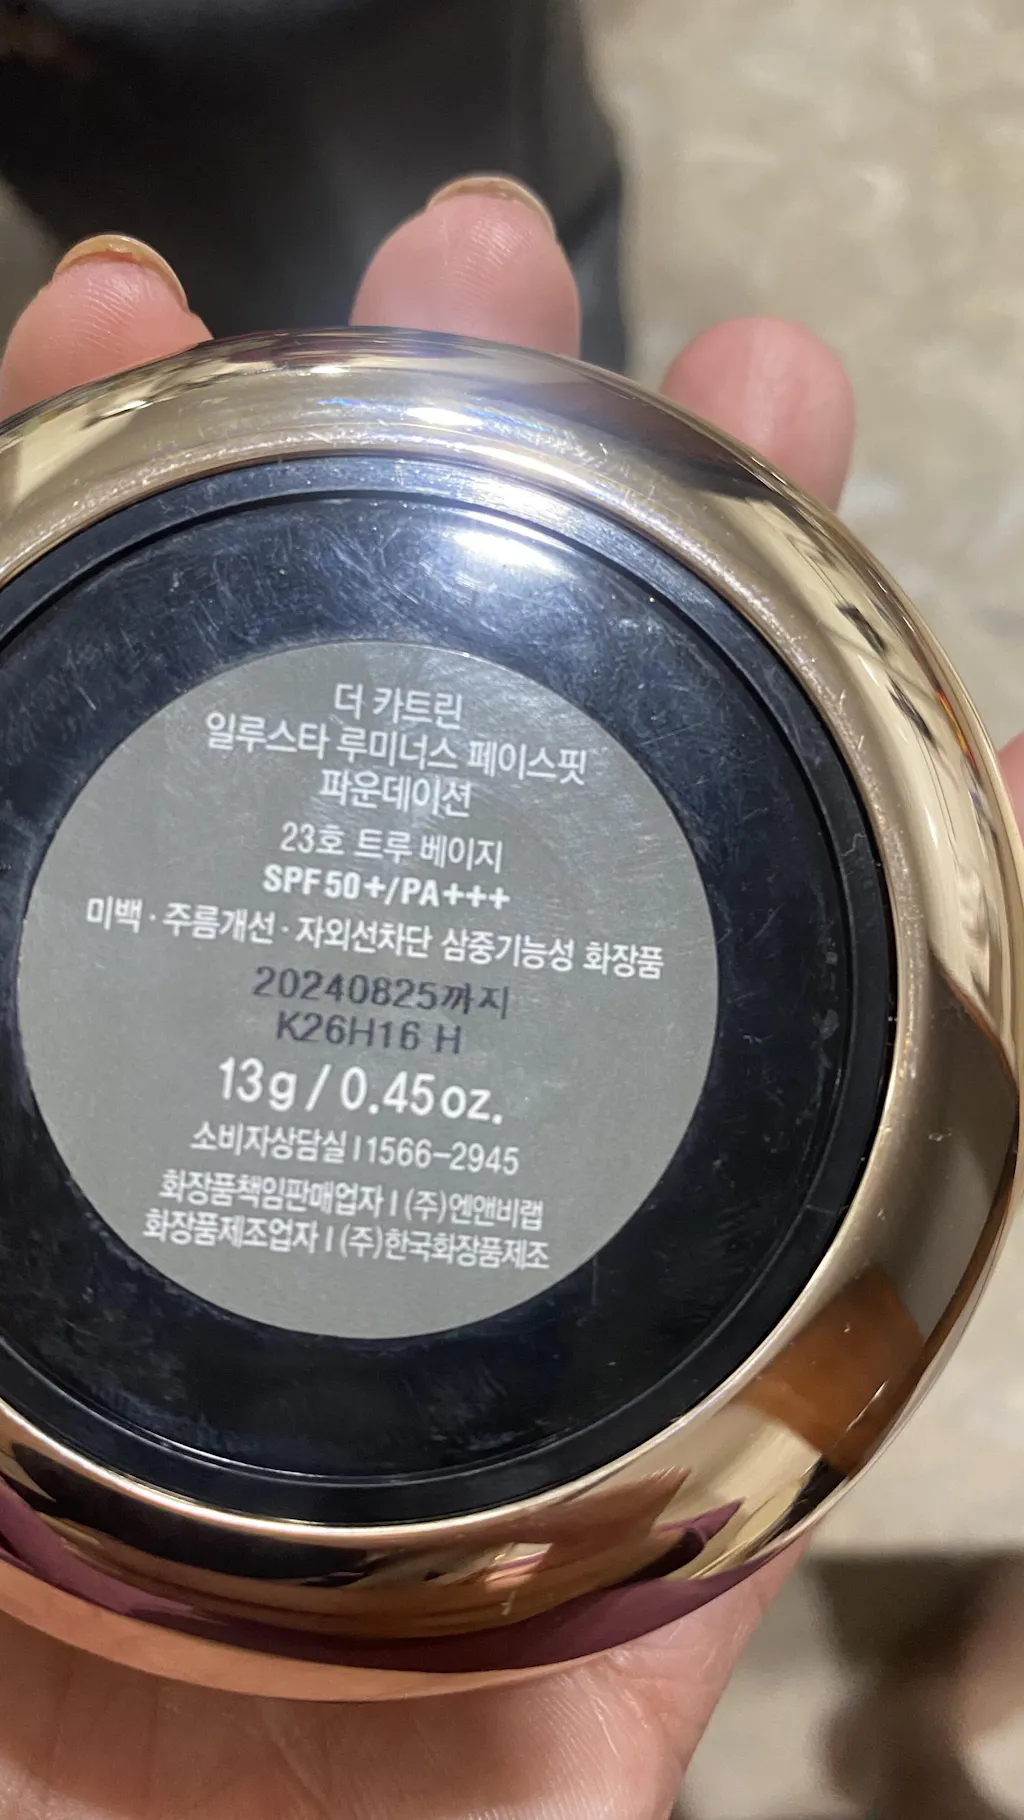 더 카트린
일루스타 루미너스 페이스핏
파운데이션
23호 트루 베이지
SPF50+/PA+++
미백·주름개선·자외선차단 삼중기능성 화장품
20240825까지
K26H16 H
13g / 0.45oz.
소비자상담실 | 1566-2945
화장품책임판매업자 | (주)엔앤비랩
화장품제조업자 | (주)한국화장품제조